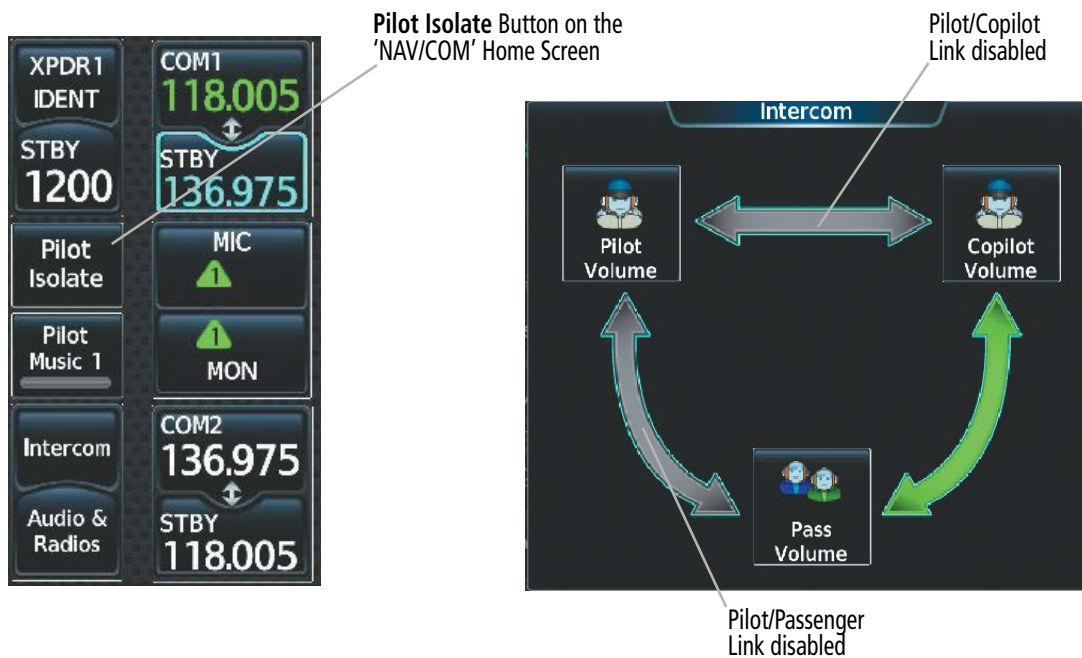 Pilot Isolate Button on the
'NAV/COM' Home Screen
Pilot/Copilot
Link disabled
XPDR1
IDENT
STBY
1200
COM1
118.005
STBY
136.975
Pilot
Isolate
MIC
1
Pilot
Music 1
1
MON
Intercom
COM2
136.975
Audio &
Radios
STBY
118.005
Intercom
Pilot
Volume
Copilot
Volume
Pass
Volume
Pilot/Passenger
Link disabled